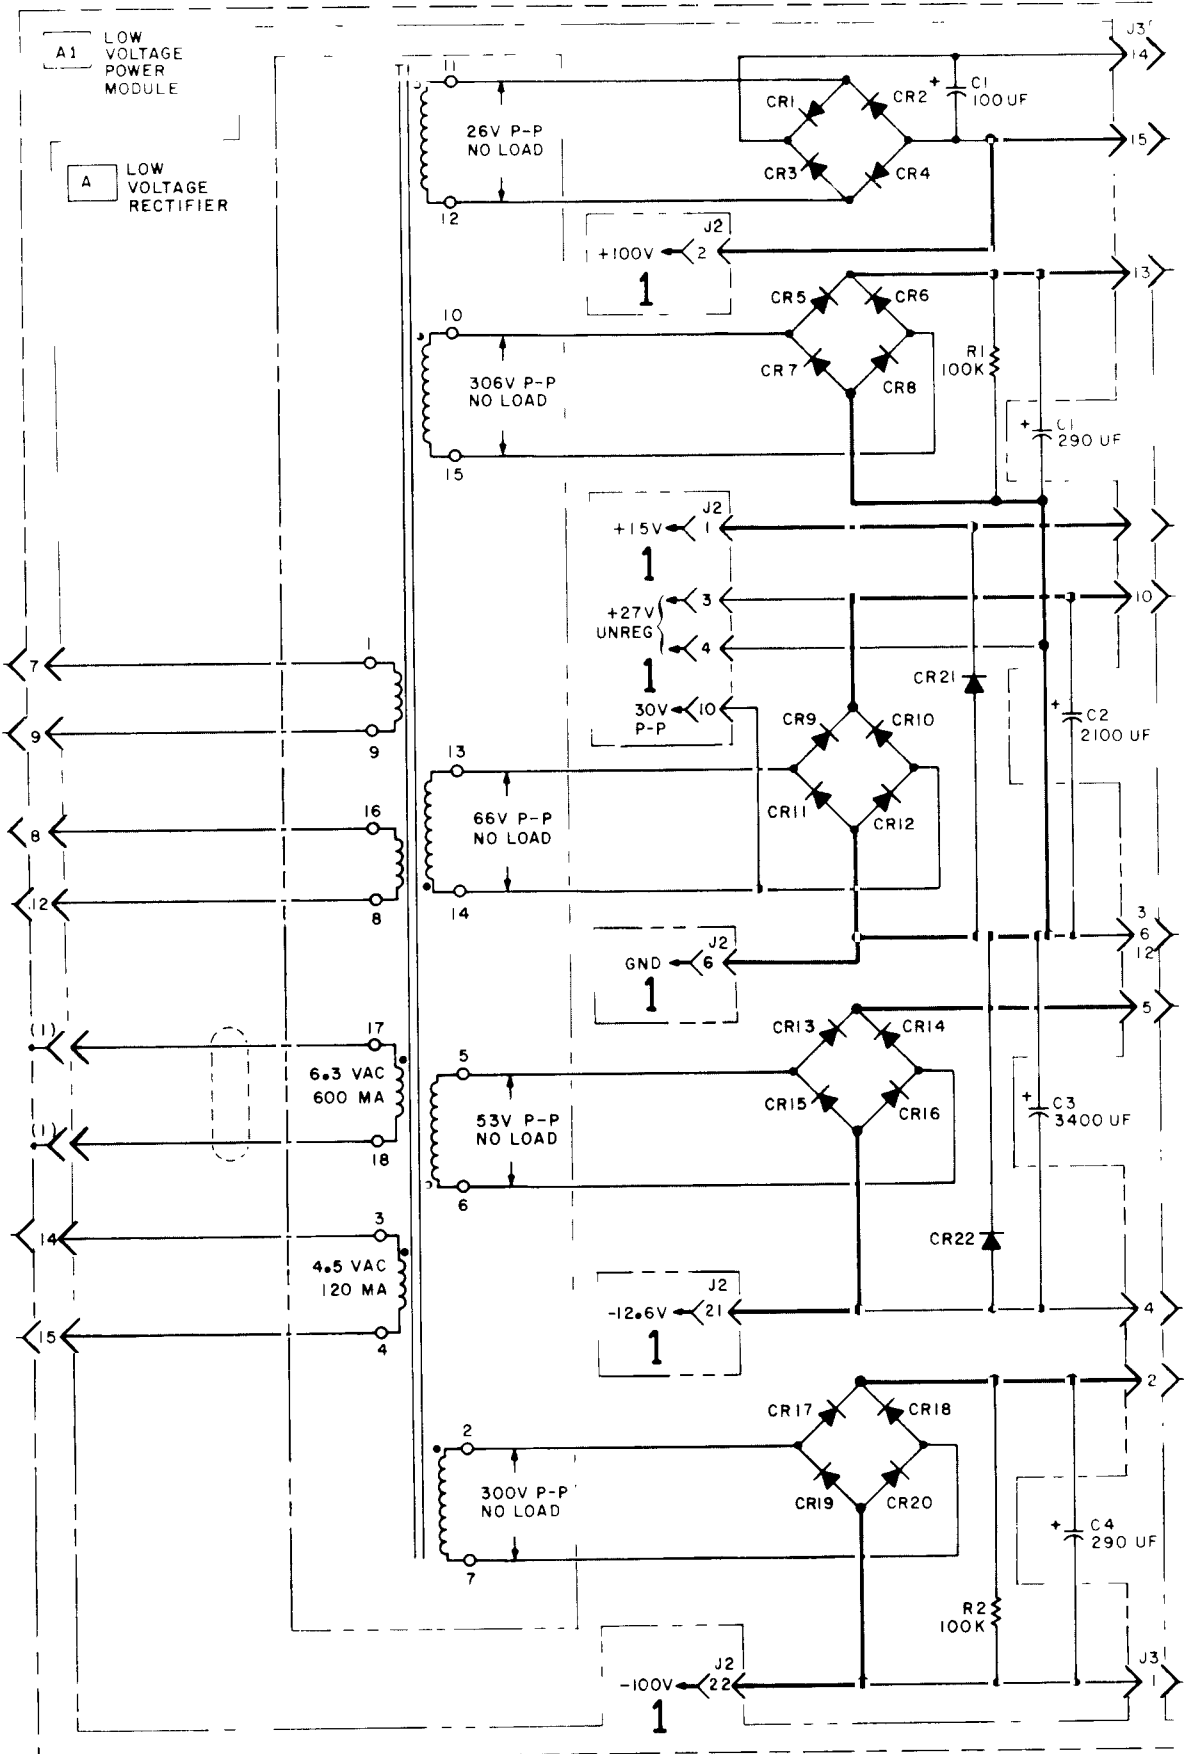 A1 LOW
VOLTAGE
POWER
MODULE
A LOW
VOLTAGE
RECTIFIER
T1
11
26V P-P
NO LOAD
12
CR1
CR2
CR3
CR4
+
C1
100UF
J3
14
15
J2
+100V 2
1
13
10
306V P-P
NO LOAD
15
CR5
CR6
CR7
CR8
R1
100K
+
C1
290 UF
J2
+15V 1
1
+27V
UNREG
3
4
1
30V
P-P
10
10
CR21
+
C2
2100 UF
7
1
9
9
13
66V P-P
NO LOAD
14
CR9
CR10
CR11
CR12
8
16
12
8
J2
GND 6
1
3
6
12
5
(1)
17
6.3 VAC
600 MA
(1)
18
5
53V P-P
NO LOAD
6
CR13
CR14
CR15
CR16
+
C3
3400 UF
CR22
14
3
4.5 VAC
120 MA
15
4
J2
-12.6V 21
1
4
2
2
300V P-P
NO LOAD
7
CR17
CR18
CR19
CR20
+
C4
290 UF
R2
100K
J2
-100V 22
1
J3
1